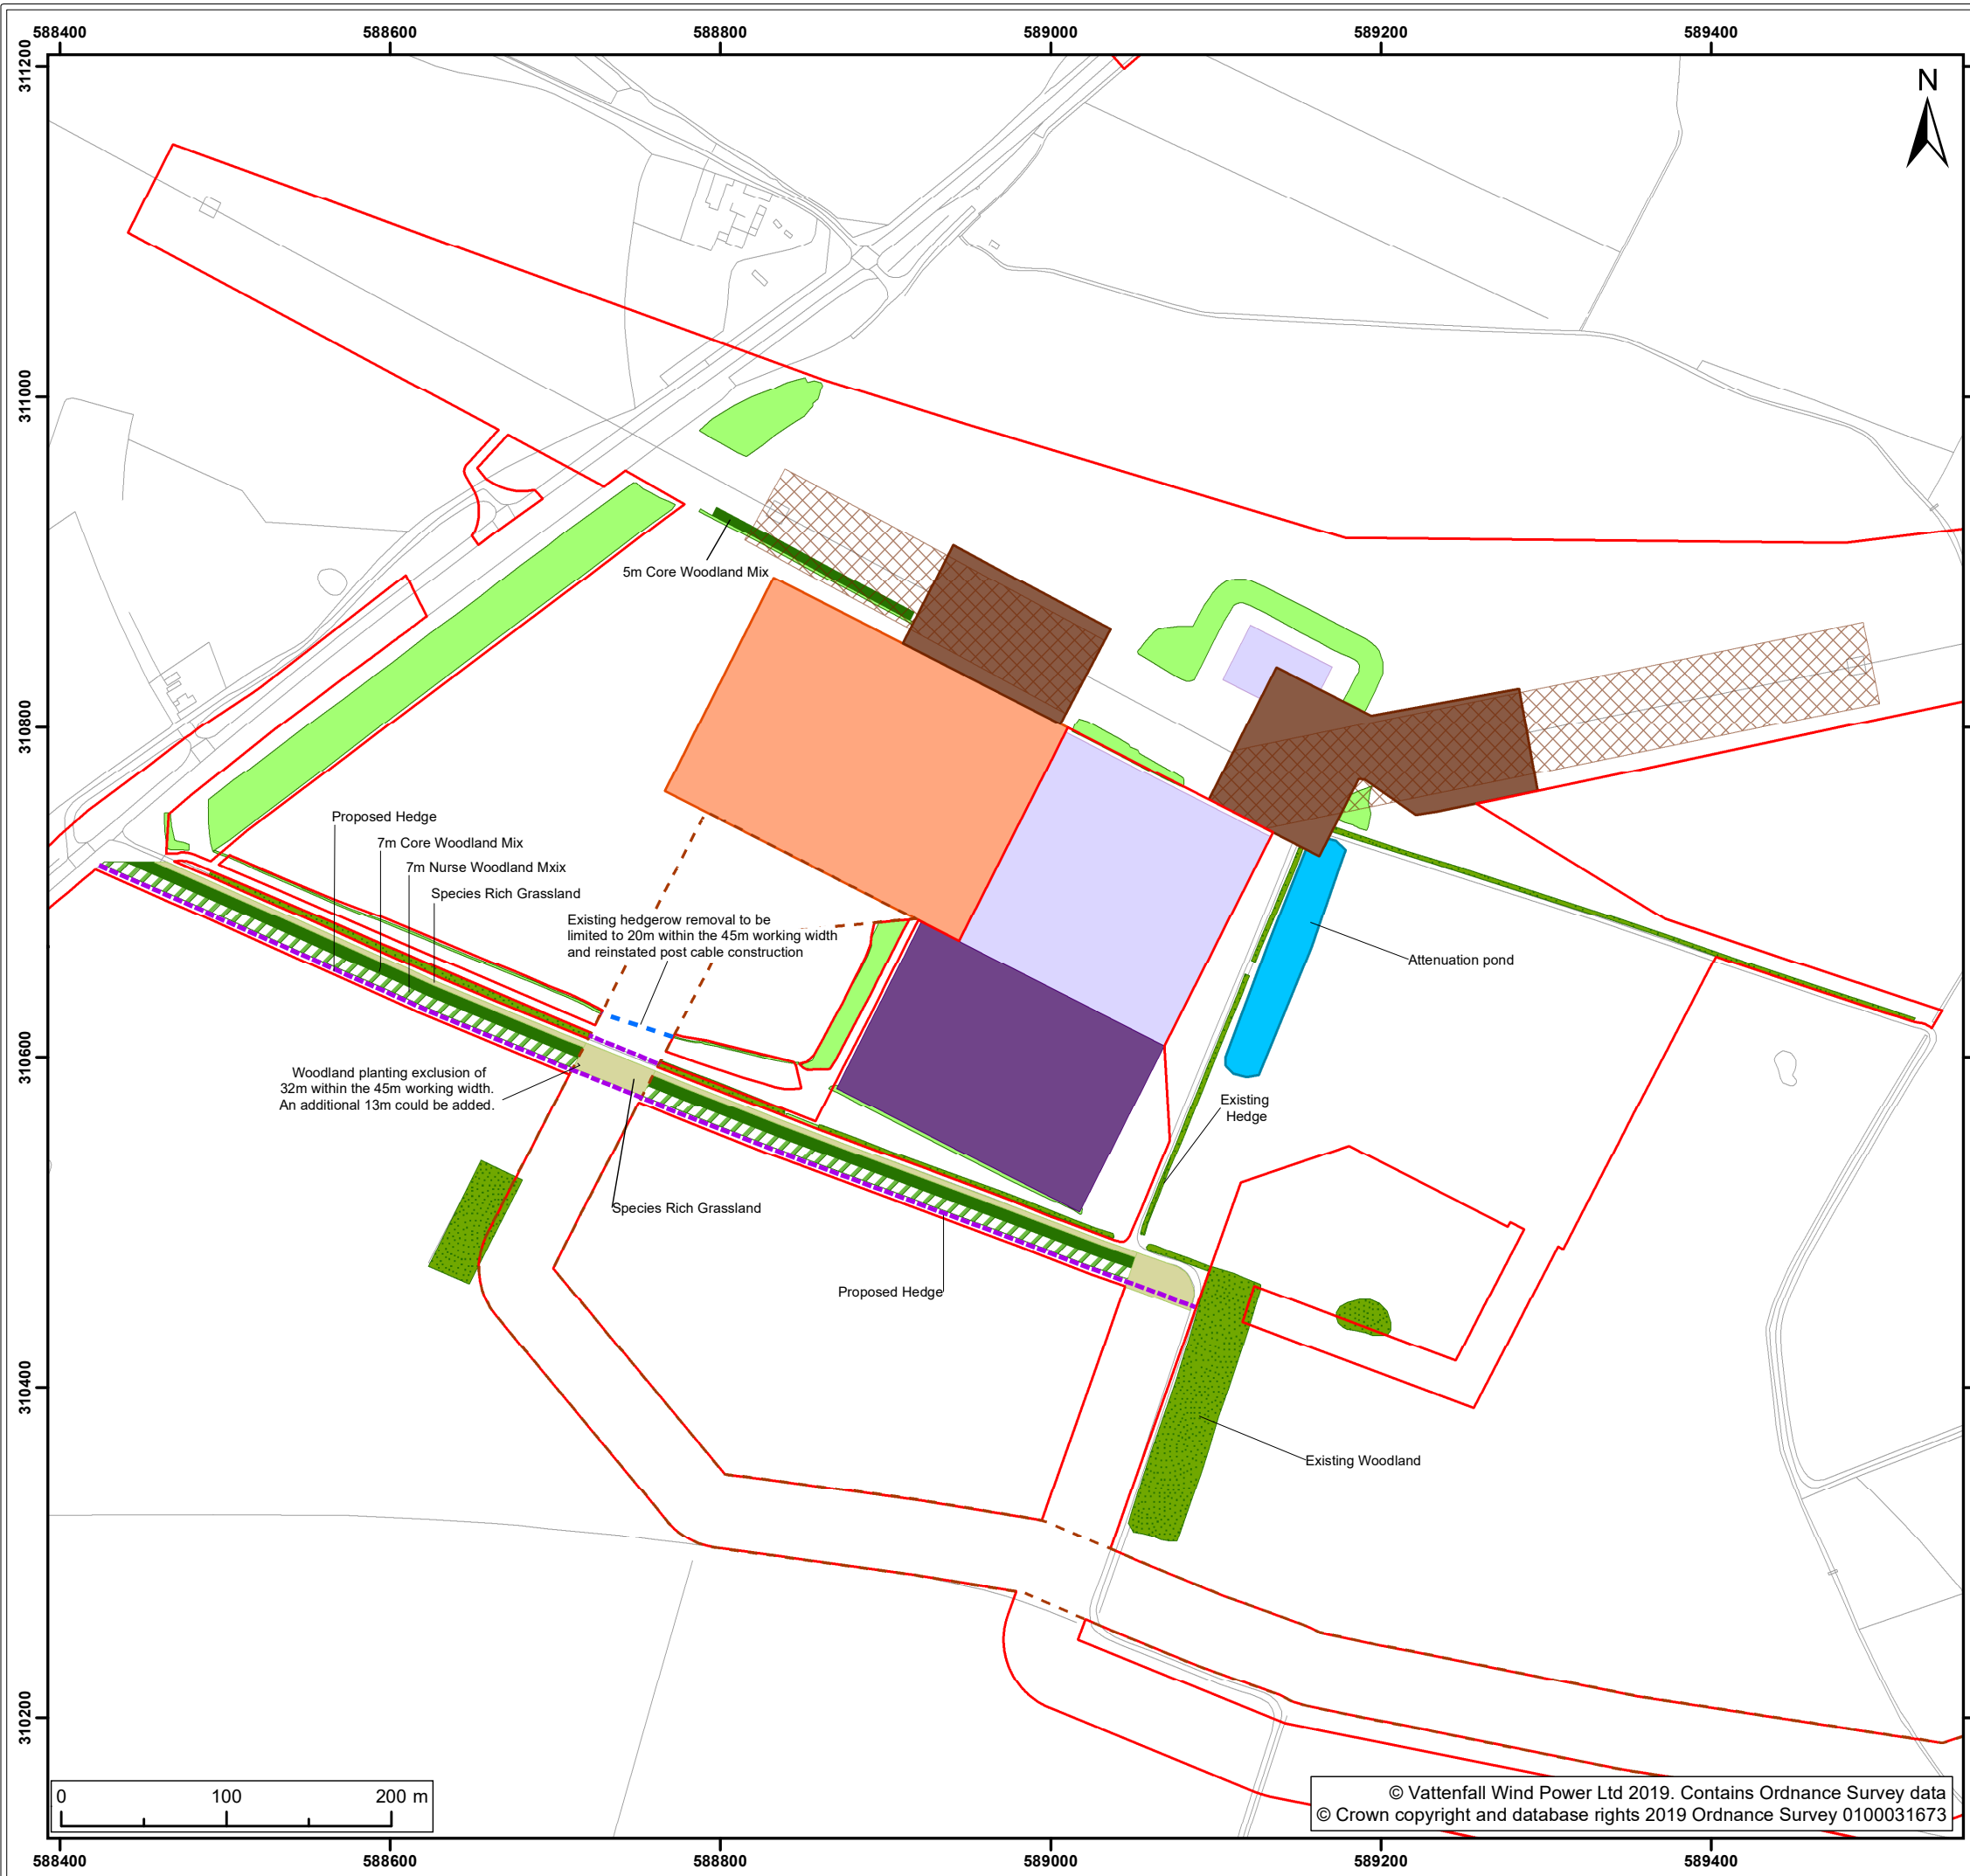 588400
588600
588800
589000
589200
589400
311200
311000
310800
310600
310400
310200
N
5m Core Woodland Mix
Proposed Hedge
7m Core Woodland Mix
7m Nurse Woodland Mxix
Species Rich Grassland
Existing hedgerow removal to be
limited to 20m within the 45m working width
and reinstated post cable construction
Attenuation pond
Woodland planting exclusion of
32m within the 45m working width.
An additional 13m could be added.
Existing
Hedge
Species Rich Grassland
Proposed Hedge
Existing Woodland
0 100 200 m
© Vattenfall Wind Power Ltd 2019. Contains Ordnance Survey data
© Crown copyright and database rights 2019 Ordnance Survey 0100031673
588400
588600
588800
589000
589200
589400